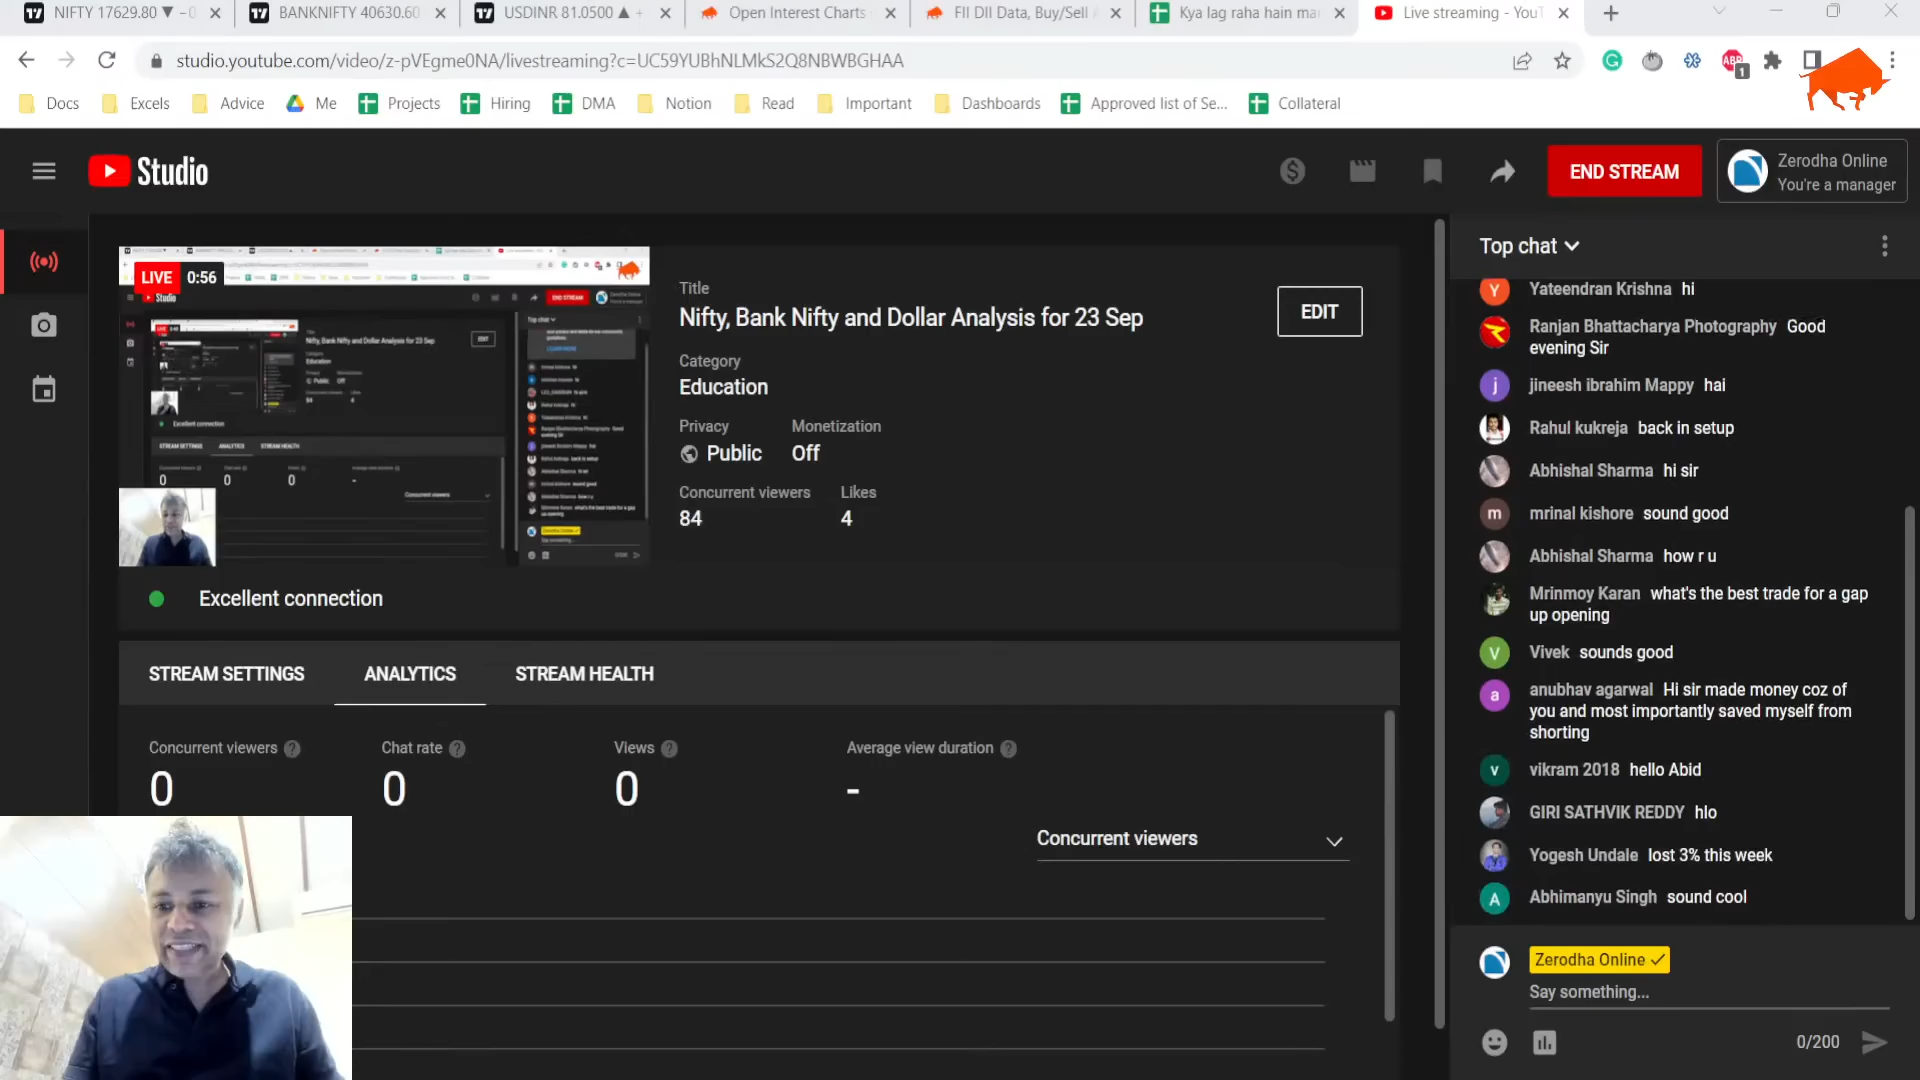 NIFTY 17629.80 ▼ −0
BANKNIFTY 40630.60
USDINR 81.0500 ▲ +
Open Interest Charts
FII DII Data, Buy/Sell
Kya lag raha hain ma
Live streaming - YouT
studio.youtube.com/video/z-pVEgme0NA/livestreaming?c=UC59YUBhNLMkS2Q8NBWBGHAA
ABP
1
Docs
Excels
Advice
Me
Projects
Hiring
DMA
Notion
Read
Important
Dashboards
Approved list of Se...
Collateral
Studio
END STREAM
Zerodha Online
You're a manager
LIVE 0:56
Title
Nifty, Bank Nifty and Dollar Analysis for 23 Sep
EDIT
Category
Education
Privacy
Monetization
Public
Off
Concurrent viewers
Likes
84
4
Excellent connection
STREAM SETTINGS
ANALYTICS
STREAM HEALTH
Concurrent viewers
Chat rate
Views
Average view duration
0
0
0
-
Concurrent viewers
Top chat
Yateendran Krishna hi
Ranjan Bhattacharya Photography Good
evening Sir
jineesh ibrahim Mappy hai
Rahul kukreja back in setup
Abhishal Sharma hi sir
mrinal kishore sound good
Abhishal Sharma how r u
Mrinmoy Karan what's the best trade for a gap
up opening
Vivek sounds good
anubhav agarwal Hi sir made money coz of
you and most importantly saved myself from
shorting
vikram 2018 hello Abid
GIRI SATHVIK REDDY hlo
Yogesh Undale lost 3% this week
Abhimanyu Singh sound cool
Zerodha Online ✓
Say something...
0/200